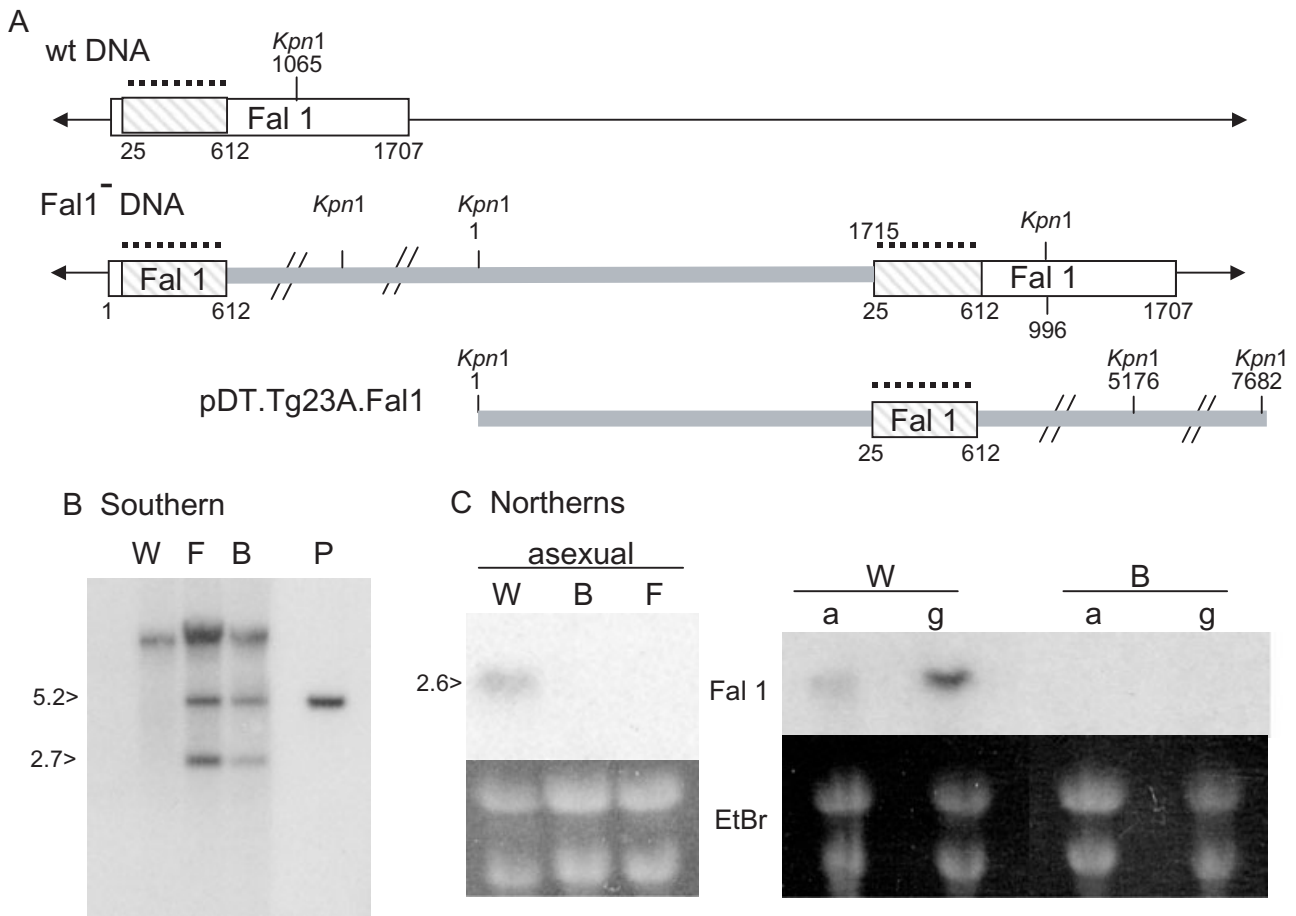 A
wt DNA
Kpn1
1065
Fal 1
25 612 1707
Fal1⁻ DNA
Kpn1 Kpn1 Kpn1
1 1715
Fal 1 Fal 1
1 612 25 612 1707
996
pDT.Tg23A.Fal1
Kpn1 Kpn1 Kpn1
1 5176 7682
Fal 1
25 612
B Southern
W F B P
5.2>
2.7>
C Northerns
asexual
W B F
2.6>
W B
a g a g
Fal 1
EtBr